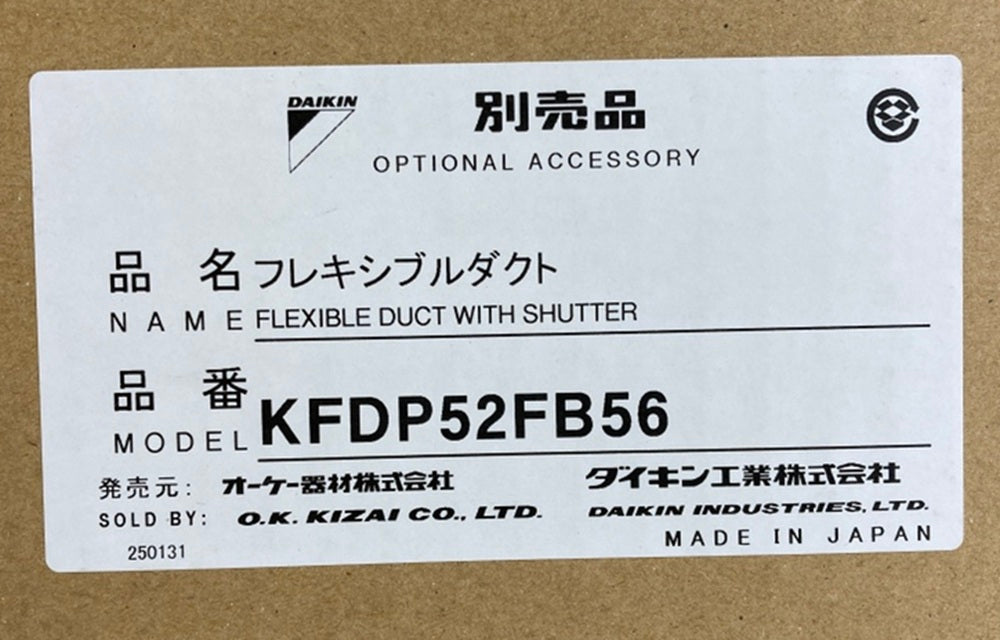 DAIKIN
別売品
OPTIONAL ACCESSORY
品 名 フレキシブルダクト
NAME FLEXIBLE DUCT WITH SHUTTER
品 番
MODEL KFDP52FB56
発売元: オーケー器材株式会社 ダイキン工業株式会社
SOLD BY: O.K. KIZAI CO., LTD. DAIKIN INDUSTRIES, LTD.
250131 MADE IN JAPAN